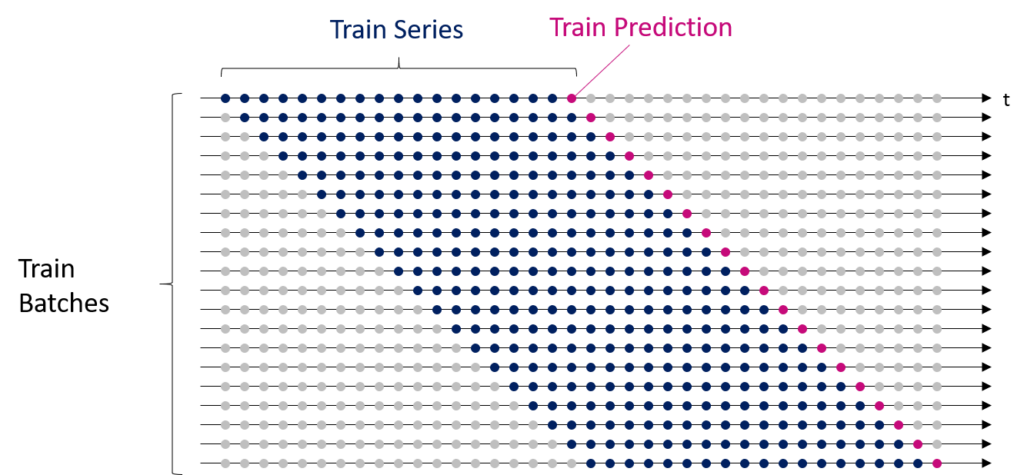 Train Series
Train Prediction
t
Train
Batches